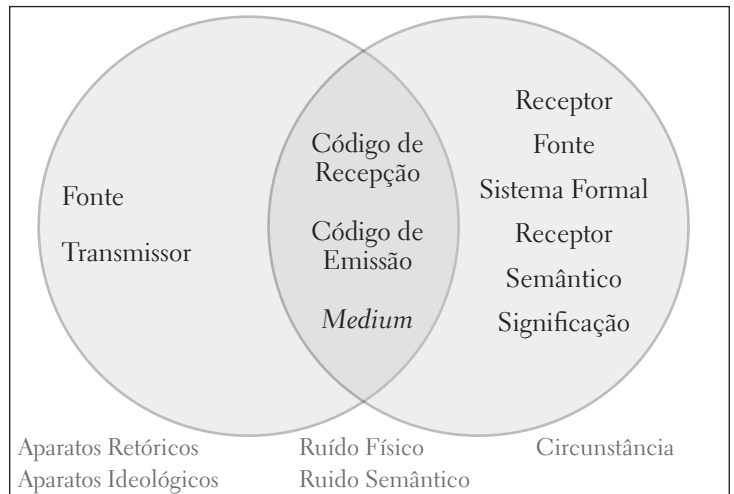 Fonte
Transmissor
Código de
Recepção
Código de
Emissão
Medium
Receptor
Fonte
Sistema Formal
Receptor
Semântico
Significação
Aparatos Retóricos
Aparatos Ideológicos
Ruído Físico
Ruido Semântico
Circunstância